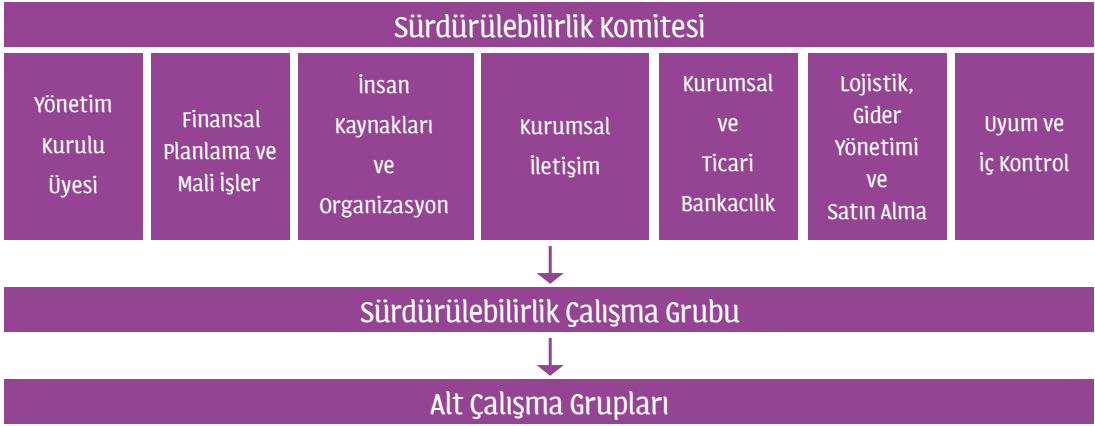 Sürdürülebilirlik Komitesi
Yönetim
Kurulu
Üyesi
Finansal
Planlama ve
Mali İşler
İnsan
Kaynakları
ve
Organizasyon
Kurumsal
İletişim
Kurumsal
ve
Ticari
Bankacılık
Lojistik,
Gider
Yönetimi
ve
Satın Alma
Uyum ve
İç Kontrol
Sürdürülebilirlik Çalışma Grubu
Alt Çalışma Grupları